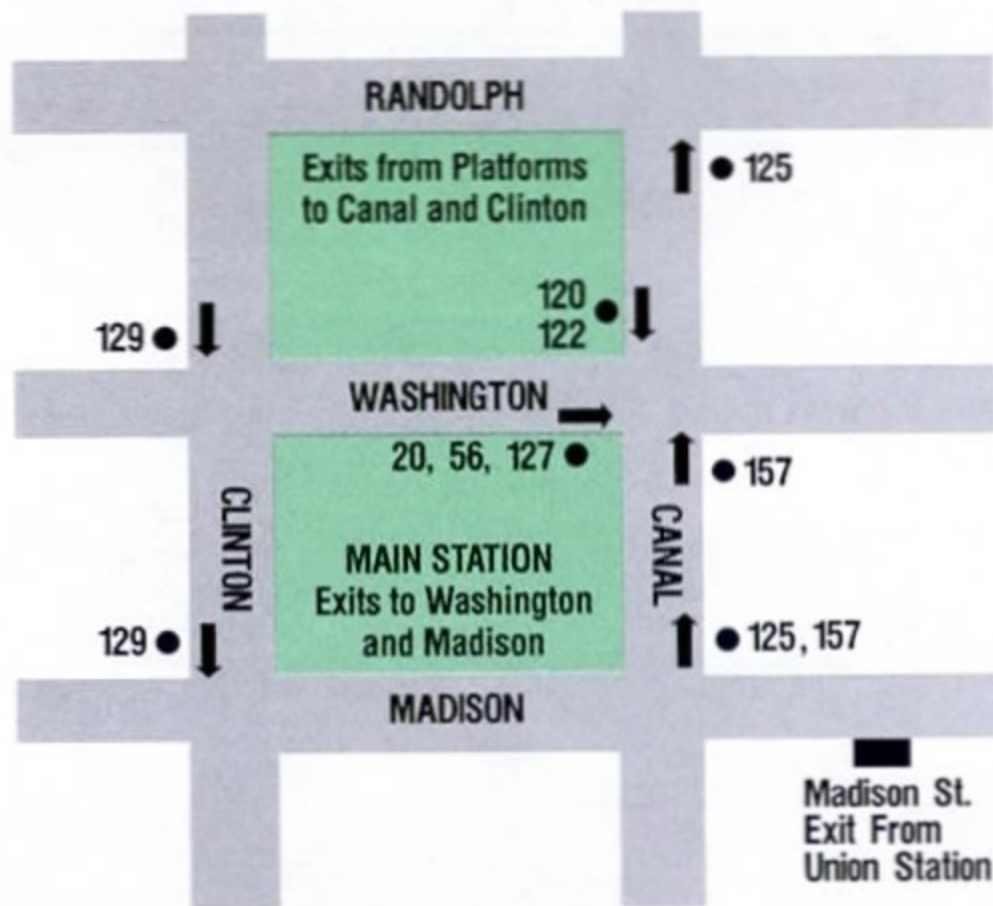 RANDOLPH
Exits from Platforms
to Canal and Clinton
125
120
122
129
WASHINGTON
20, 56, 127
157
CLINTON
CANAL
MAIN STATION
Exits to Washington
and Madison
129
125, 157
MADISON
Madison St.
Exit From
Union Station